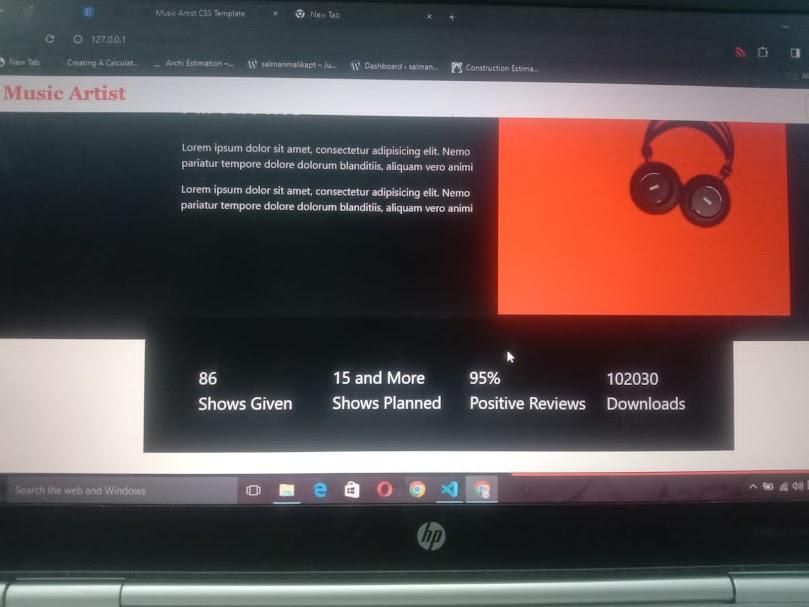 Music Artist CSS Template
New Tab
127.0.0.1
New Tab
Creating A Calculat...
Archi Estimation –...
salmanmalikapt – Ju...
Dashboard ‹ salman...
Construction Estima...
Music Artist
Lorem ipsum dolor sit amet, consectetur adipisicing elit. Nemo
pariatur tempore dolore dolorum blanditiis, aliquam vero animi
Lorem ipsum dolor sit amet, consectetur adipisicing elit. Nemo
pariatur tempore dolore dolorum blanditiis, aliquam vero animi
86
Shows Given
15 and More
Shows Planned
95%
Positive Reviews
102030
Downloads
Search the web and Windows
hp